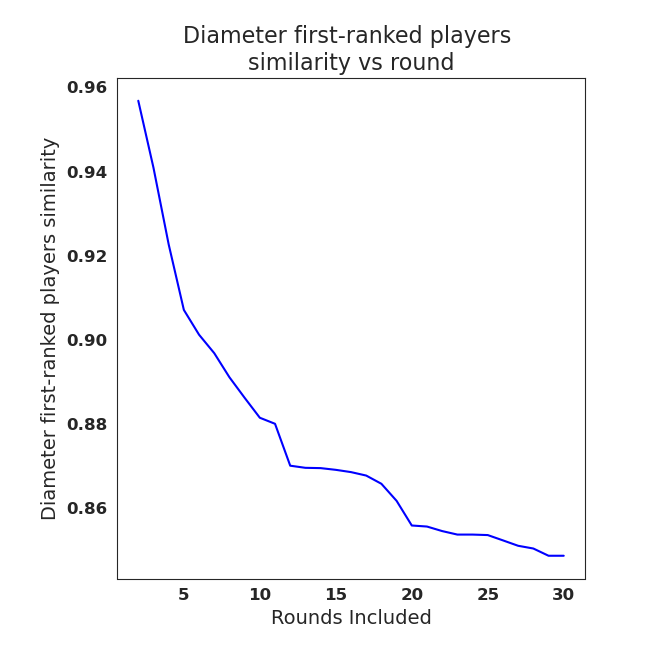 Diameter first-ranked players
similarity vs round
Diameter first-ranked players similarity
0.96
0.94
0.92
0.90
0.88
0.86
5 10 15 20 25 30
Rounds Included